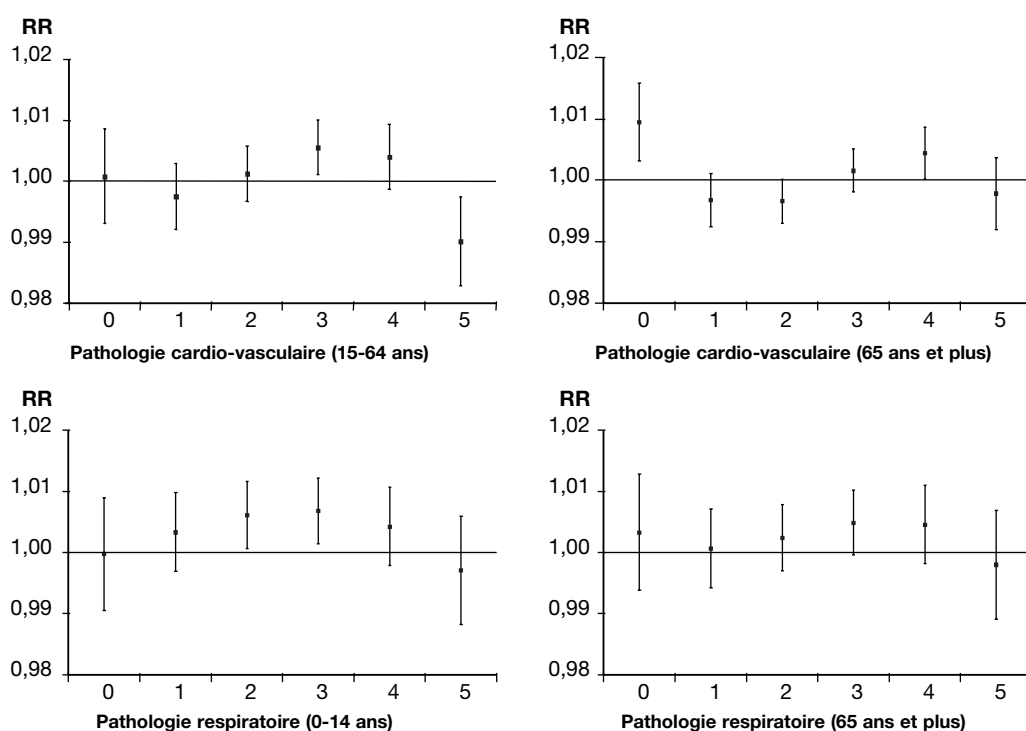 RR
1,02
1,01
1,00
0,99
0,98
0 1 2 3 4 5
Pathologie cardio-vasculaire (15-64 ans)
RR
1,02
1,01
1,00
0,99
0,98
0 1 2 3 4 5
Pathologie cardio-vasculaire (65 ans et plus)
RR
1,02
1,01
1,00
0,99
0,98
0 1 2 3 4 5
Pathologie respiratoire (0-14 ans)
RR
1,02
1,01
1,00
0,99
0,98
0 1 2 3 4 5
Pathologie respiratoire (65 ans et plus)